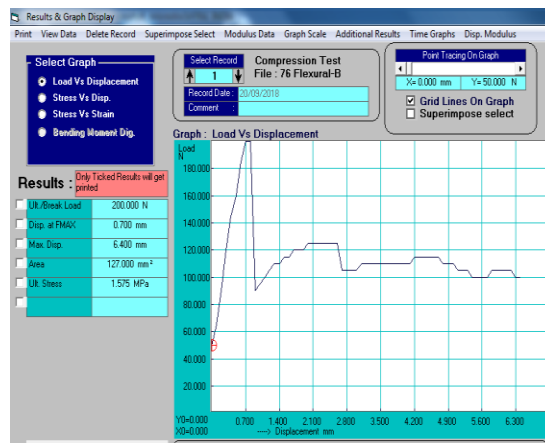 Results & Graph Display
Print View Data Delete Record Superimpose Select Modulus Data Graph Scale Additional Results Time Graphs Disp. Modulus
Select Graph
Load Vs Displacement
Stress Vs Disp.
Stress Vs Strain
Bending Moment Dig.
Select Record
1
Compression Test
File : 76 Flexural-B
Record Date : 20/09/2018
Comment :
Point Tracing On Graph
X= 0.000 mm Y= 50.000 N
Grid Lines On Graph
Superimpose select
Results :
Only Ticked Results will get
printed
Ult./Break Load 200.000 N
Disp. at FMAX 0.700 mm
Max. Disp. 6.400 mm
Area 127.000 mm²
Ult. Stress 1.575 MPa
Graph : Load Vs Displacement
Load
N
180.000
160.000
140.000
120.000
100.000
80.000
60.000
40.000
20.000
Y0=0.000
X0=0.000
0.700 1.400 2.100 2.800 3.500 4.200 4.900 5.600 6.300
----> Displacement mm